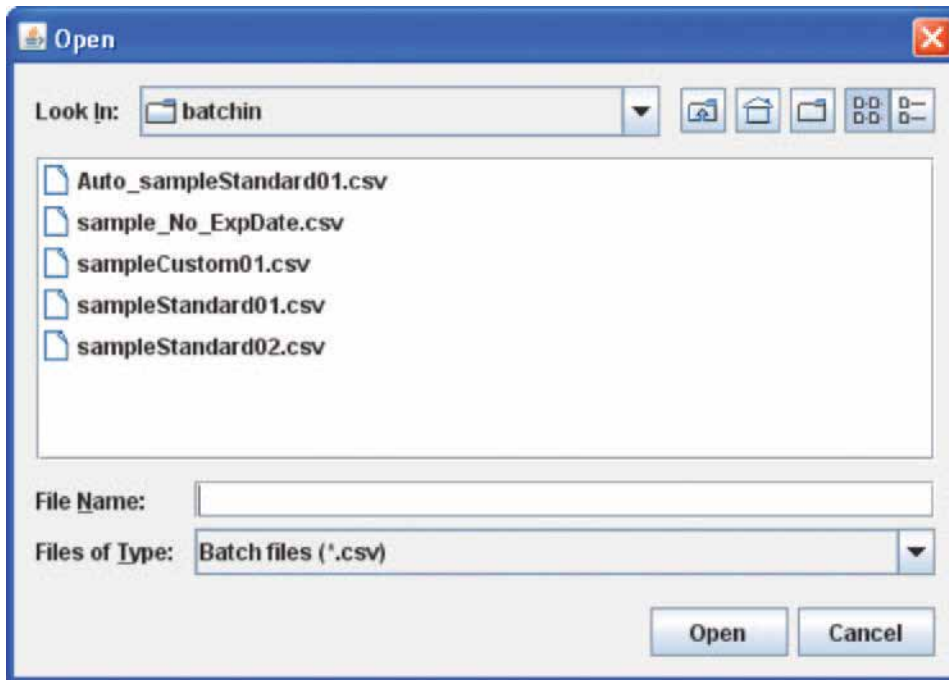 Open
Look In: batchin
Auto_sampleStandard01.csv
sample_No_ExpDate.csv
sampleCustom01.csv
sampleStandard01.csv
sampleStandard02.csv
File Name:
Files of Type: Batch files (*.csv)
Open Cancel